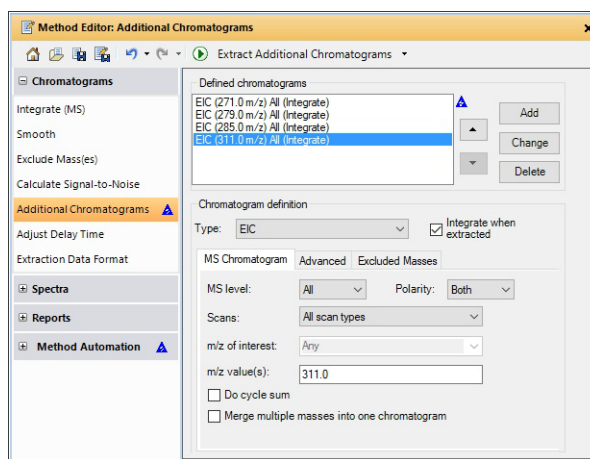 Method Editor: Additional Chromatograms
Extract Additional Chromatograms
Chromatograms
Integrate (MS)
Smooth
Exclude Mass(es)
Calculate Signal-to-Noise
Additional Chromatograms
Adjust Delay Time
Extraction Data Format
Spectra
Reports
Method Automation
Defined chromatograms
EIC (271.0 m/z) All (Integrate)
EIC (279.0 m/z) All (Integrate)
EIC (285.0 m/z) All (Integrate)
EIC (311.0 m/z) All (Integrate)
Add
Change
Delete
Chromatogram definition
Type: EIC
Integrate when
extracted
MS Chromatogram Advanced Excluded Masses
MS level: All Polarity: Both
Scans: All scan types
m/z of interest: Any
m/z value(s): 311.0
Do cycle sum
Merge multiple masses into one chromatogram